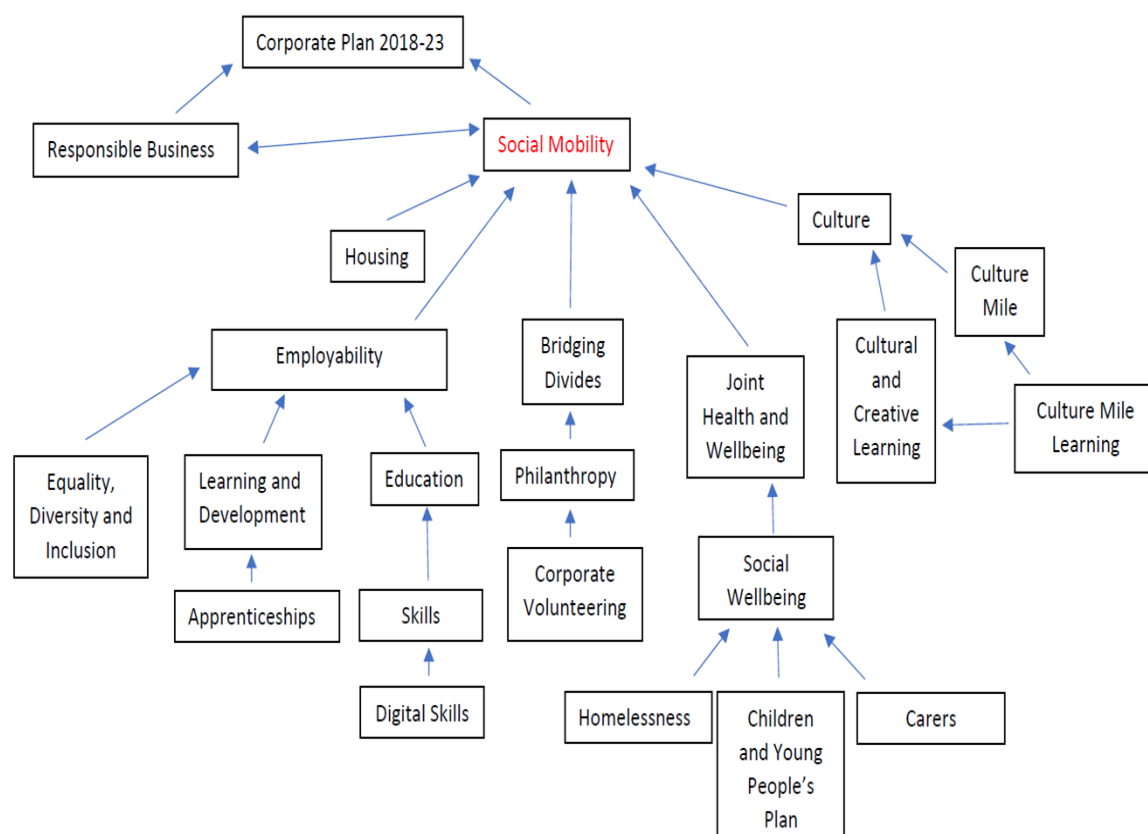 Corporate Plan 2018-23
Responsible Business
Social Mobility
Housing
Culture
Culture
Mile
Employability
Bridging
Divides
Joint
Health and
Wellbeing
Cultural
and
Creative
Learning
Culture Mile
Learning
Equality,
Diversity and
Inclusion
Learning and
Development
Education
Philanthropy
Apprenticeships
Skills
Corporate
Volunteering
Social
Wellbeing
Digital Skills
Homelessness
Children
and Young
People’s
Plan
Carers